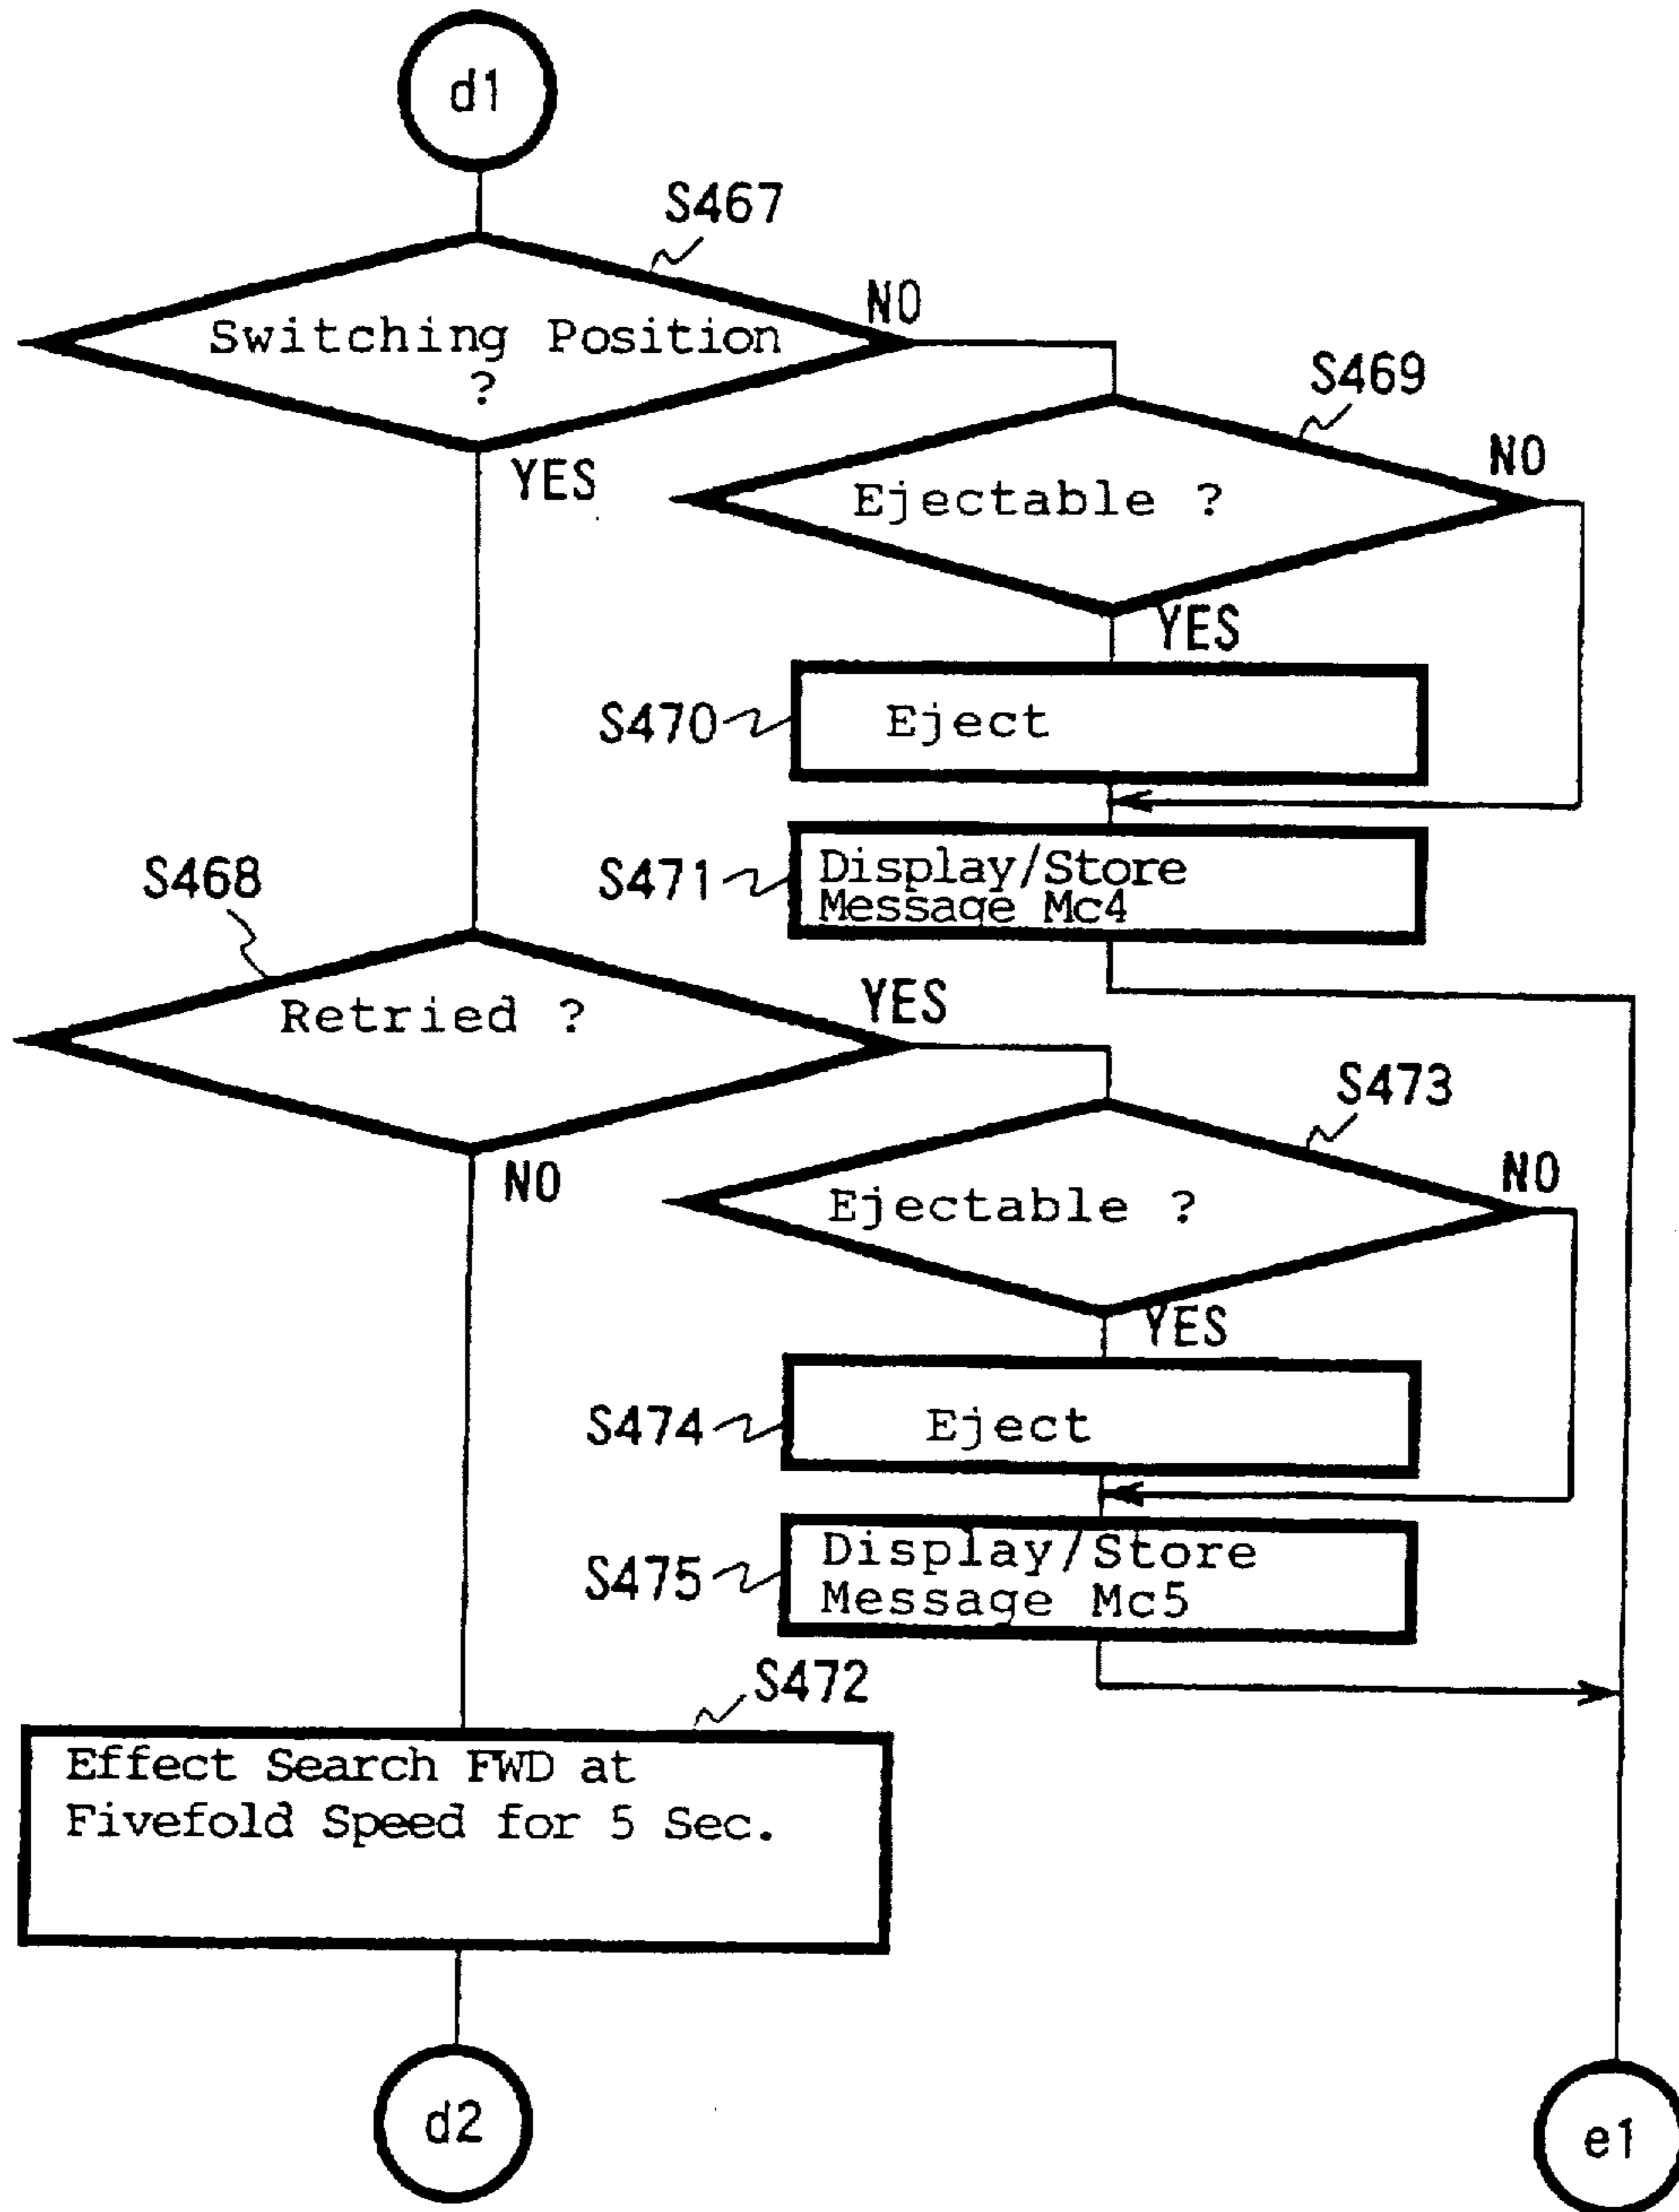 d1
S467
NO
Switching Position
?
YES
S469
NO
Ejectable ?
YES
S470
Eject
S471
Display/Store
Message Mc4
S468
Retried ?
YES
NO
S473
NO
Ejectable ?
YES
S474
Eject
S475
Display/Store
Message Mc5
S472
Effect Search FWD at
Fivefold Speed for 5 Sec.
d2
e1